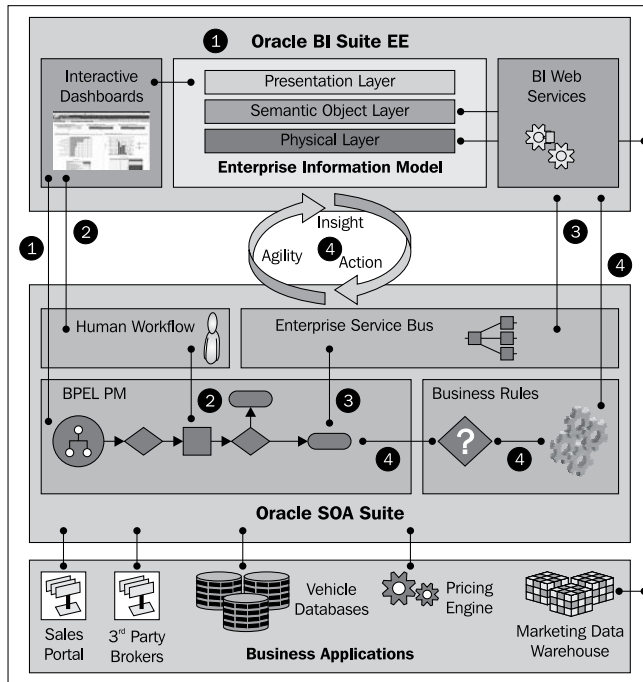 1 Oracle BI Suite EE
Interactive
Dashboards
Presentation Layer
Semantic Object Layer
Physical Layer
Enterprise Information Model
BI Web
Services
1
2
Insight
4
Agility
Action
3
4
Human Workflow
Enterprise Service Bus
BPEL PM
2
3
4
Business Rules
?
4
Oracle SOA Suite
Sales
Portal
3rd Party
Brokers
Vehicle
Databases
Pricing
Engine
Marketing Data
Warehouse
Business Applications